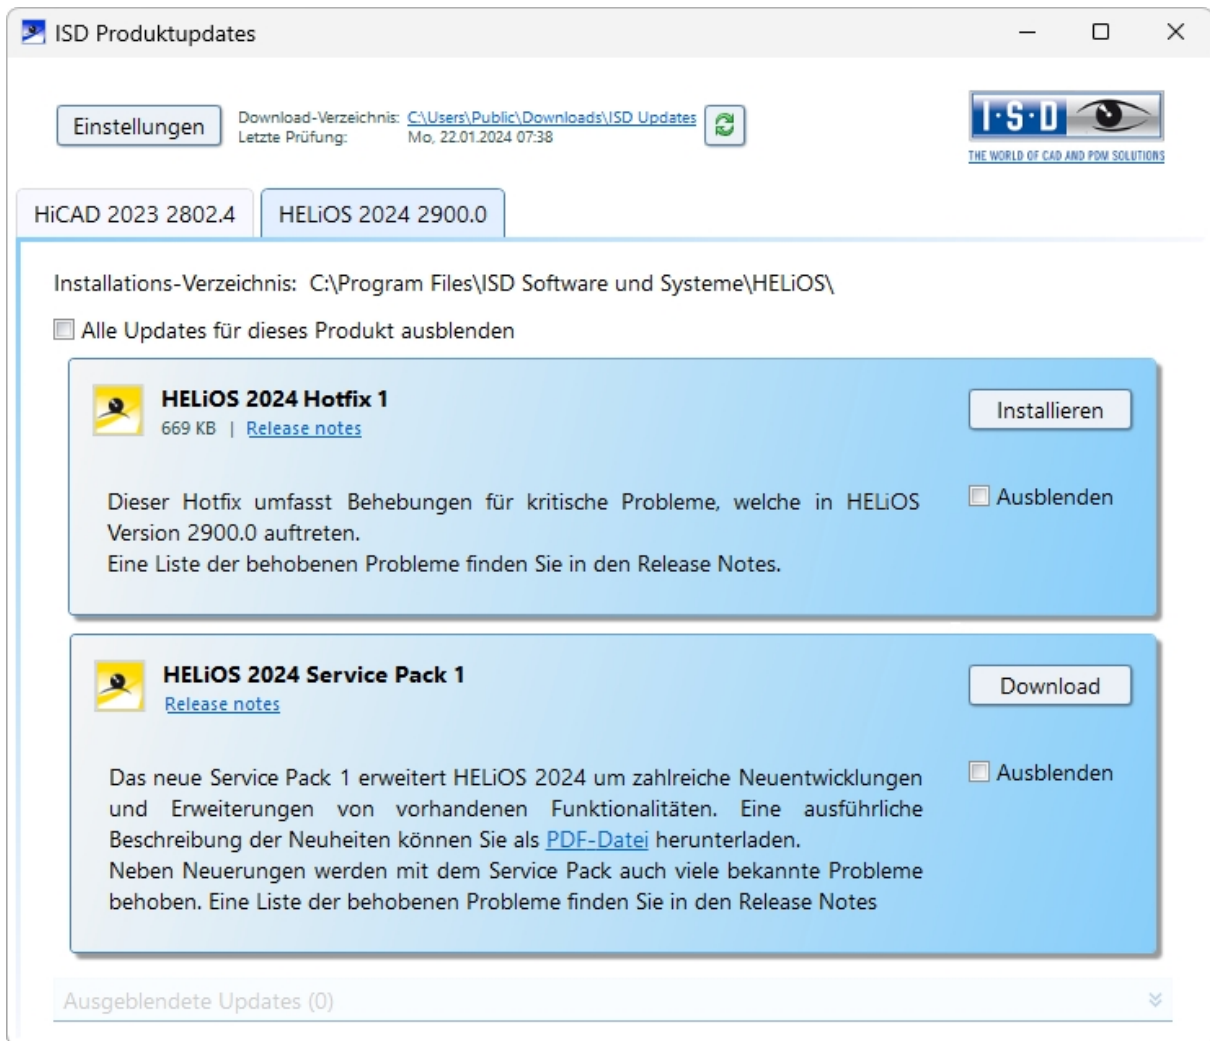 ISD Produktupdates
Einstellungen
Download-Verzeichnis: C:\Users\Public\Downloads\ISD Updates
Letzte Prüfung: Mo, 22.01.2024 07:38
I·S·D
THE WORLD OF CAD AND PDM SOLUTIONS
HiCAD 2023 2802.4
HELiOS 2024 2900.0
Installations-Verzeichnis: C:\Program Files\ISD Software und Systeme\HELiOS\
Alle Updates für dieses Produkt ausblenden
HELiOS 2024 Hotfix 1
669 KB | Release notes
Installieren
Dieser Hotfix umfasst Behebungen für kritische Probleme, welche in HELiOS
Version 2900.0 auftreten.
Eine Liste der behobenen Probleme finden Sie in den Release Notes.
Ausblenden
HELiOS 2024 Service Pack 1
Release notes
Download
Das neue Service Pack 1 erweitert HELiOS 2024 um zahlreiche Neuentwicklungen
und Erweiterungen von vorhandenen Funktionalitäten. Eine ausführliche
Beschreibung der Neuheiten können Sie als PDF-Datei herunterladen.
Neben Neuerungen werden mit dem Service Pack auch viele bekannte Probleme
behoben. Eine Liste der behobenen Probleme finden Sie in den Release Notes
Ausblenden
Ausgeblendete Updates (0)